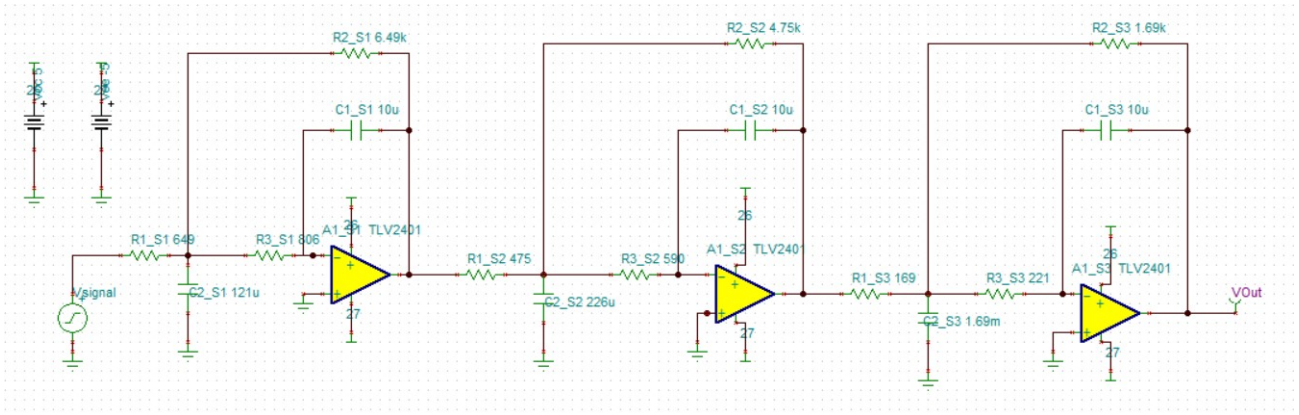 R2_S1 6.49k
R2_S2 4.75k
R2_S3 1.69k
C1_S1 10u
C1_S2 10u
C1_S3 10u
26
A1_S1 TLV2401
R1_S1 649
R3_S1 806
C2_S1 121u
27
Vsignal
26
A1_S2 TLV2401
R1_S2 475
R3_S2 590
C2_S2 226u
27
26
A1_S3 TLV2401
R1_S3 169
R3_S3 221
C2_S3 1.69m
27
VOut